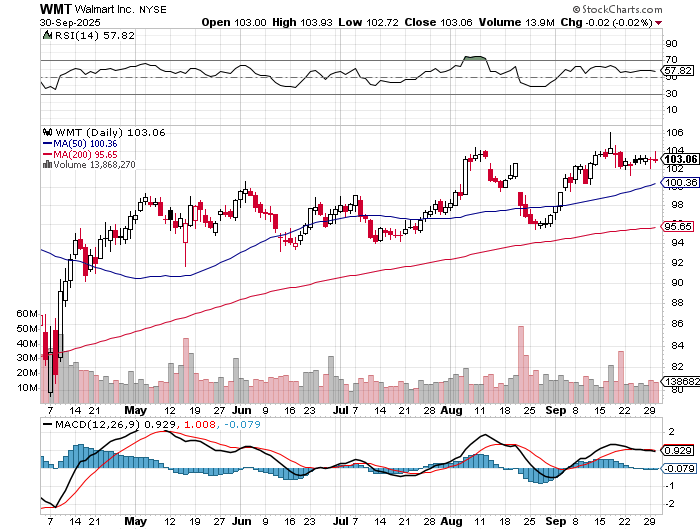 WMT Walmart Inc. NYSE
© StockCharts.com
30-Sep-2025
Open 103.00 High 103.93 Low 102.72 Close 103.06 Volume 13.9M Chg -0.02 (-0.02%)
RSI(14) 57.82
90
70
57.82
50
30
10
WMT (Daily) 103.06
MA(50) 100.36
MA(200) 95.65
Volume 13,868,270
106
104
103.06
102
100.36
100
98
96
95.65
94
92
90
88
86
84
82
80
60M
50M
40M
30M
20M
10M
13868270
7 14 21 May 12 19 27 Jun 9 16 23 Jul 7 14 21 28 Aug 11 18 25 Sep 8 15 22 29
MACD(12,26,9) 0.929, 1.008, -0.079
2
1
0.929
-0.079
-1
-2
7 14 21 May 12 19 27 Jun 9 16 23 Jul 7 14 21 28 Aug 11 18 25 Sep 8 15 22 29